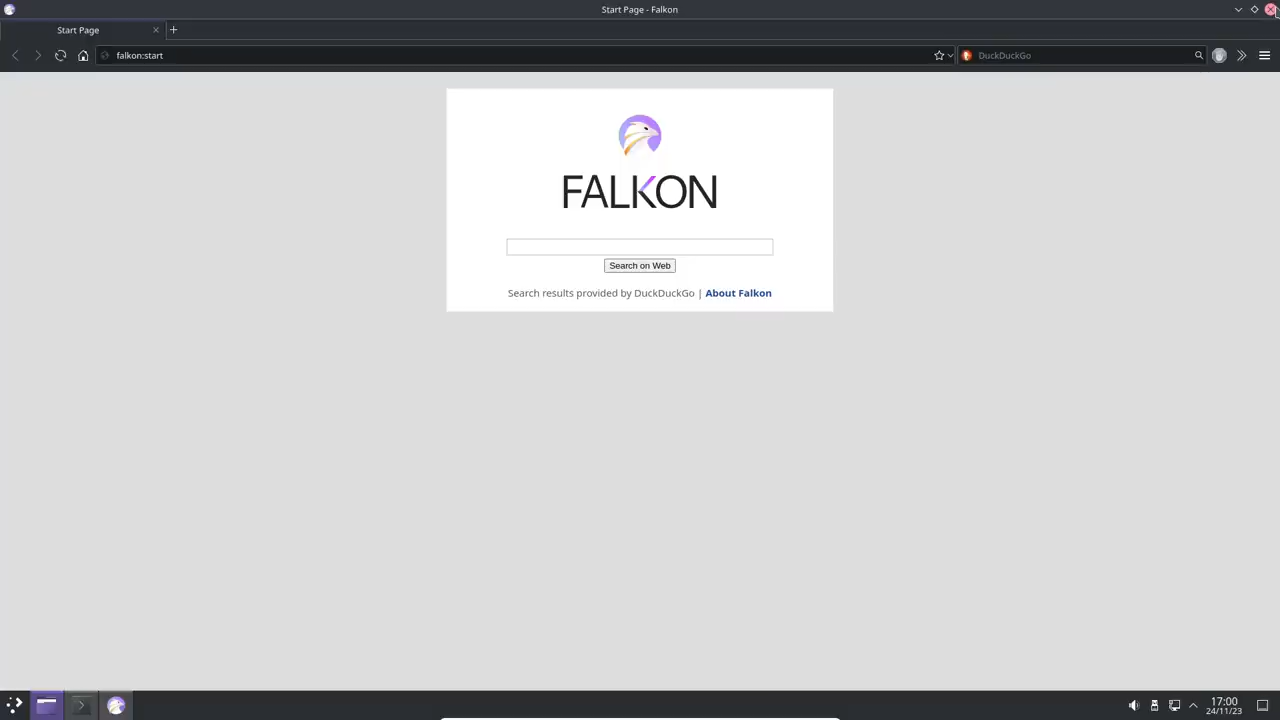 Start Page - Falkon
Start Page
falkon:start
DuckDuckGo
FALKON
Search on Web
Search results provided by DuckDuckGo | About Falkon
17:00
24/11/23